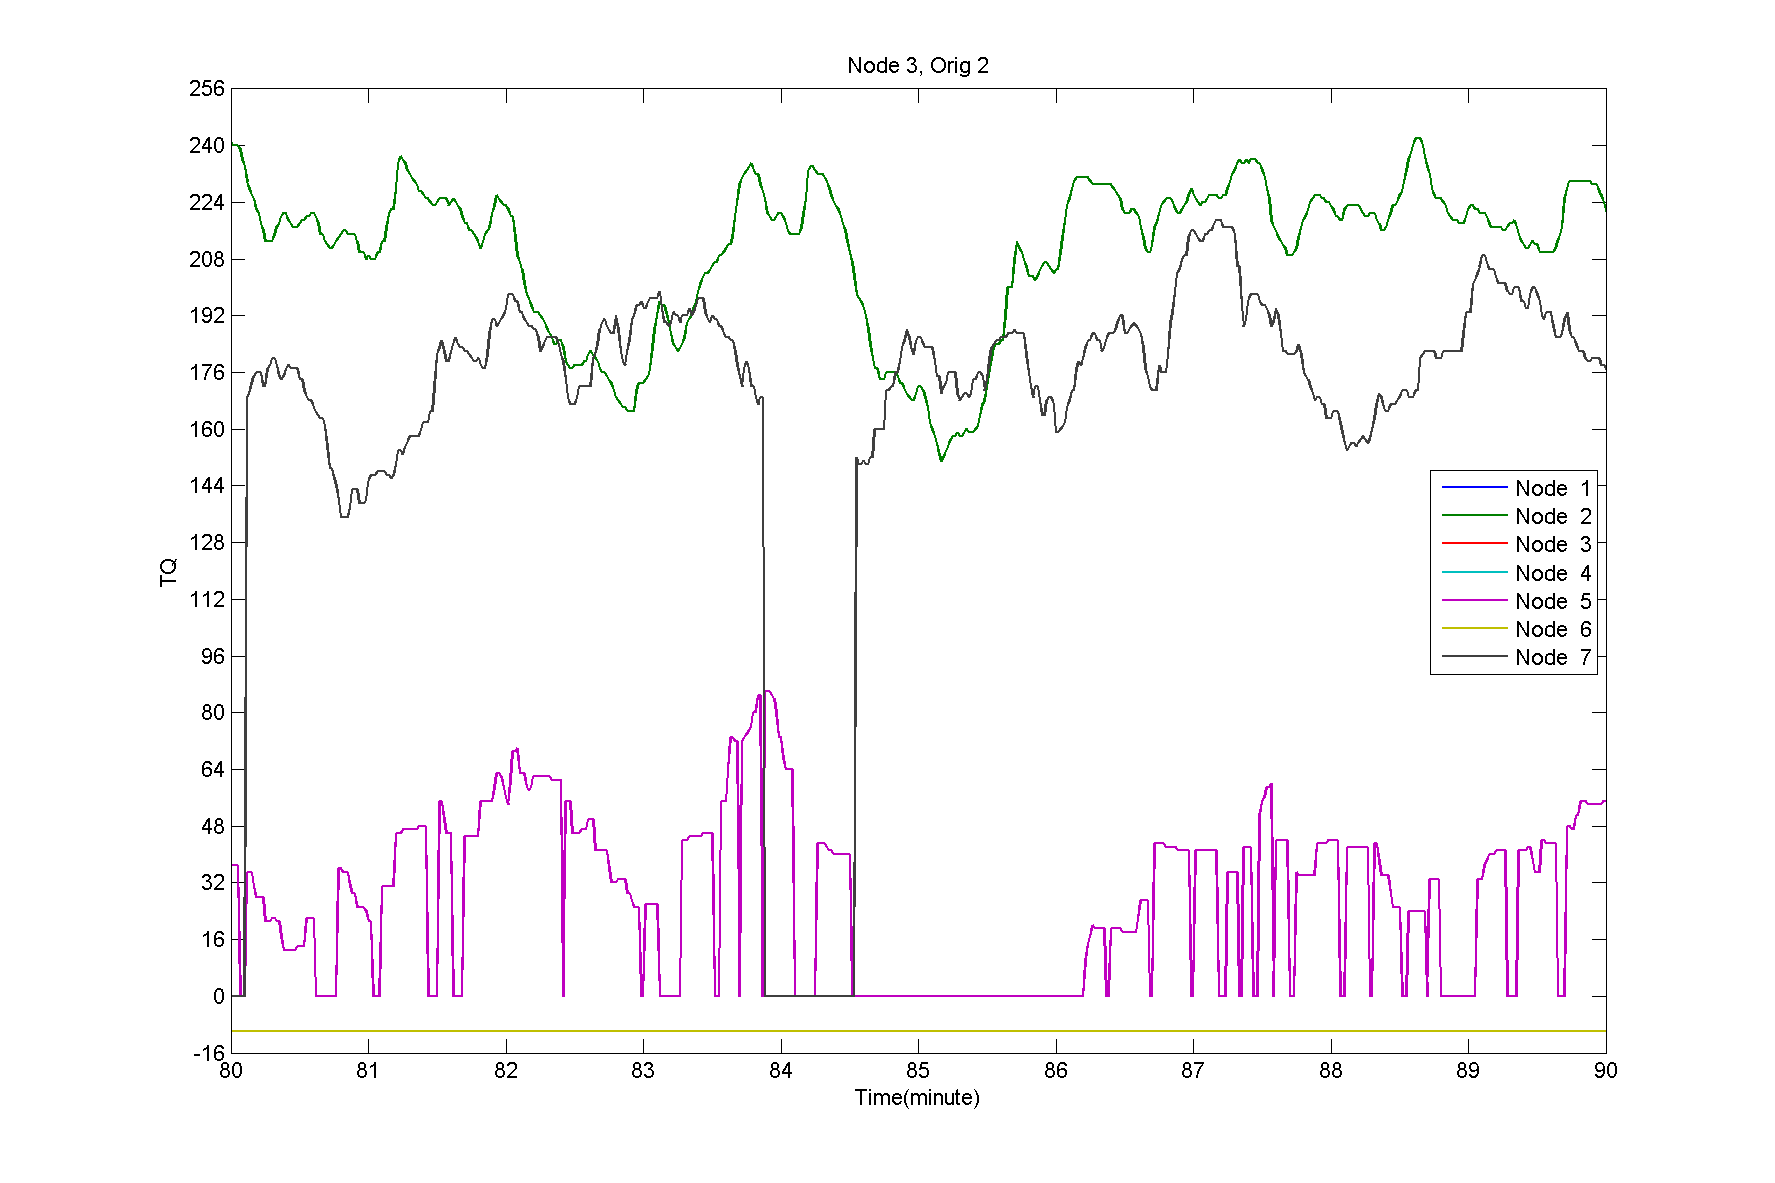 Node 3, Orig 2
256
240
224
208
192
176
160
144
128
112
96
80
64
48
32
16
0
-16
TQ
Node 1
Node 2
Node 3
Node 4
Node 5
Node 6
Node 7
80 81 82 83 84 85 86 87 88 89 90
Time(minute)